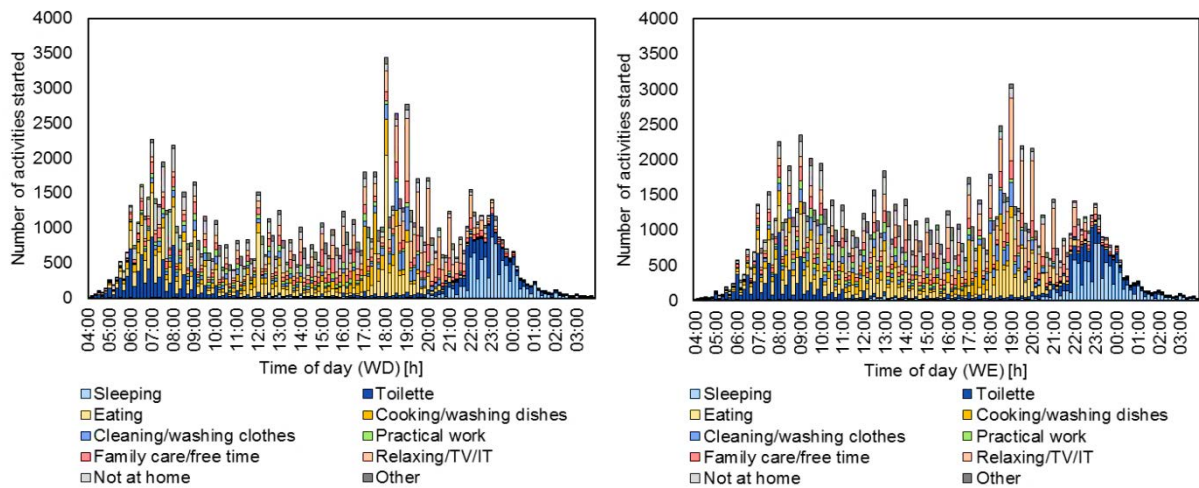 Number of activities started
4000
3500
3000
2500
2000
1500
1000
500
0
04:00 05:00 06:00 07:00 08:00 09:00 10:00 11:00 12:00 13:00 14:00 15:00 16:00 17:00 18:00 19:00 20:00 21:00 22:00 23:00 00:00 01:00 02:00 03:00
Time of day (WD) [h]
Sleeping Toilette
Eating Cooking/washing dishes
Cleaning/washing clothes Practical work
Family care/free time Relaxing/TV/IT
Not at home Other
Number of activities started
4000
3500
3000
2500
2000
1500
1000
500
0
04:00 05:00 06:00 07:00 08:00 09:00 10:00 11:00 12:00 13:00 14:00 15:00 16:00 17:00 18:00 19:00 20:00 21:00 22:00 23:00 00:00 01:00 02:00 03:00
Time of day (WE) [h]
Sleeping Toilette
Eating Cooking/washing dishes
Cleaning/washing clothes Practical work
Family care/free time Relaxing/TV/IT
Not at home Other